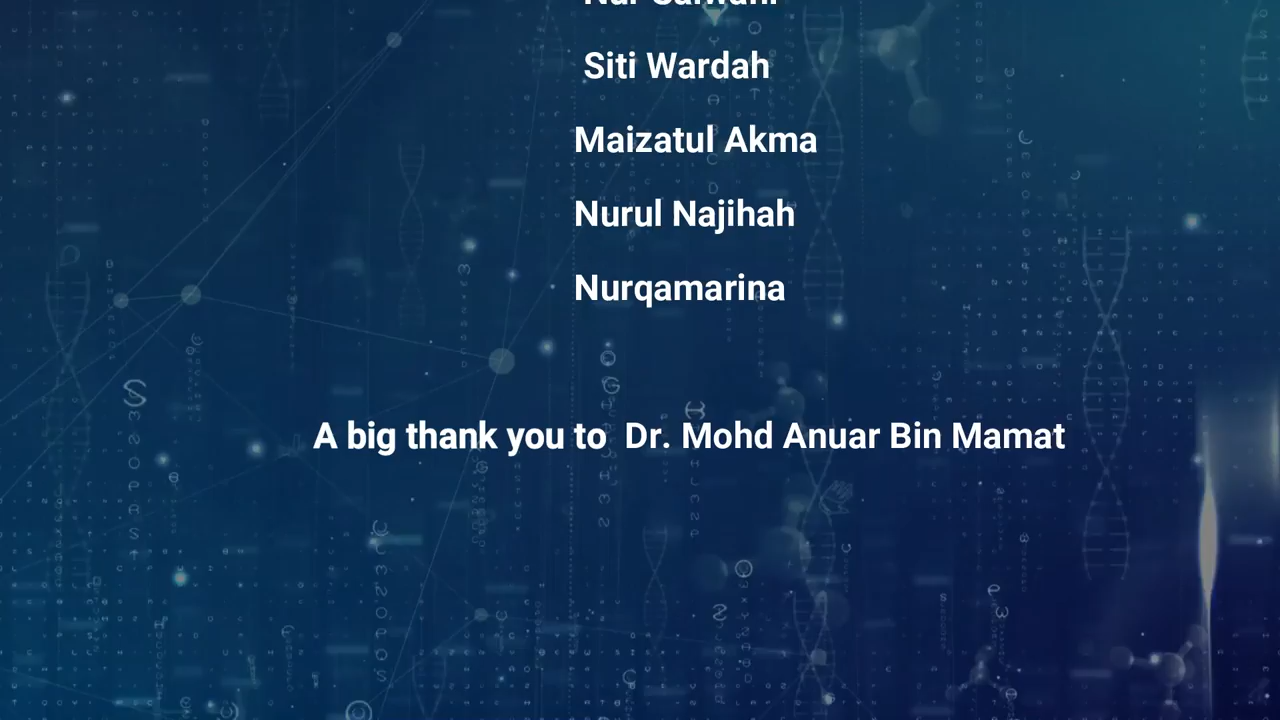 Siti Wardah
Maizatul Akma
Nurul Najihah
Nurqamarina
A big thank you to Dr. Mohd Anuar Bin Mamat